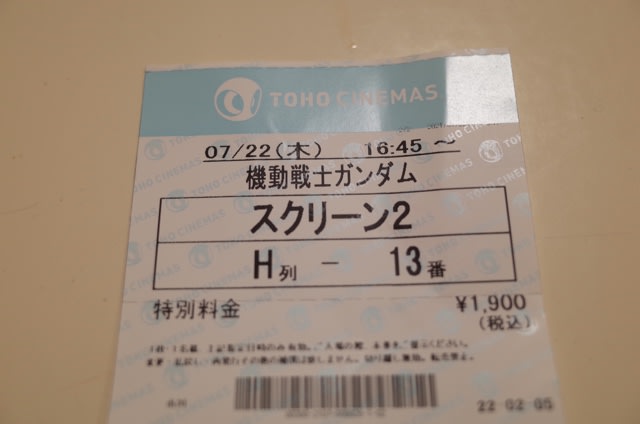 TOHO CINEMAS
07/22(木) 16:45 ～
機動戦士ガンダム
スクリーン2
H列 － 13番
特別料金 ¥1,900
(税込)
22 02 05